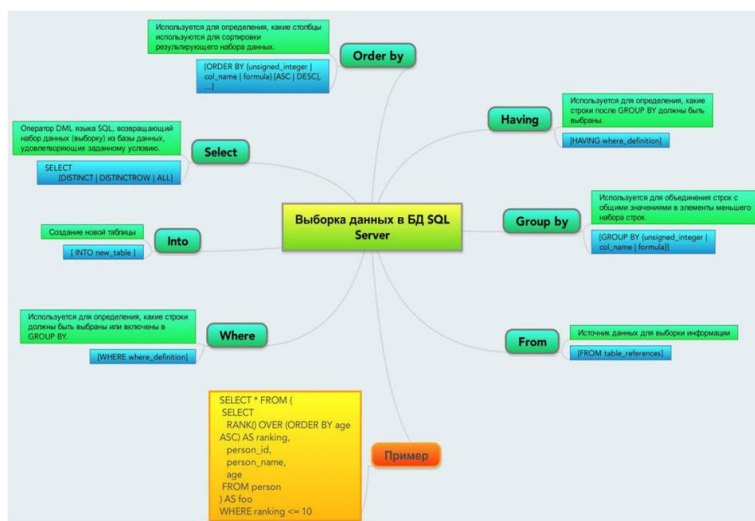 Используется для определения, какие столбцы
используются для сортировки
результирующего набора данных.
[ORDER BY {unsigned_integer |
col_name | formula} [ASC | DESC],
...]
Order by
Оператор DML языка SQL, возвращающий
набор данных (выборку) из базы данных,
удовлетворяющих заданному условию.
SELECT
[DISTINCT | DISTINCTROW | ALL]
Select
Создание новой таблицы
[ INTO new_table ]
Into
Используется для определения, какие строки
должны быть выбраны или включены в
GROUP BY.
[WHERE where_definition]
Where
Выборка данных в БД SQL
Server
Having
Используется для определения, какие
строки после GROUP BY должны быть
выбраны.
[HAVING where_definition]
Group by
Используется для объединения строк с
общими значениями в элементы меньшего
набора строк.
[GROUP BY {unsigned_integer |
col_name | formula}]
From
Источник данных для выборки информации
[FROM table_references]
SELECT * FROM (
SELECT
RANK() OVER (ORDER BY age
ASC) AS ranking,
person_id,
person_name,
age
FROM person
) AS foo
WHERE ranking <= 10
Пример